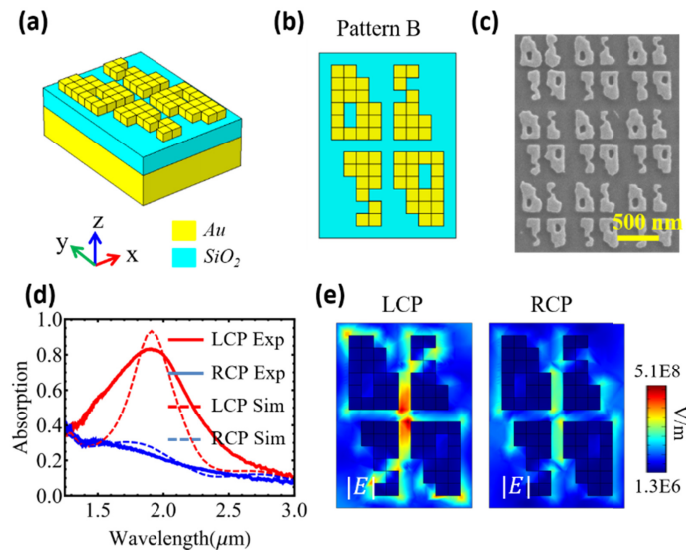 (a)
z
y
x
Au
SiO2
(b)
Pattern B
(c)
500 nm
(d)
Absorption
1.0
0.8
0.6
0.4
0.2
0.0
1.5
2.0
2.5
3.0
Wavelength(μm)
LCP Exp
RCP Exp
LCP Sim
RCP Sim
(e)
LCP
RCP
|E|
|E|
5.1E8
V/m
1.3E6